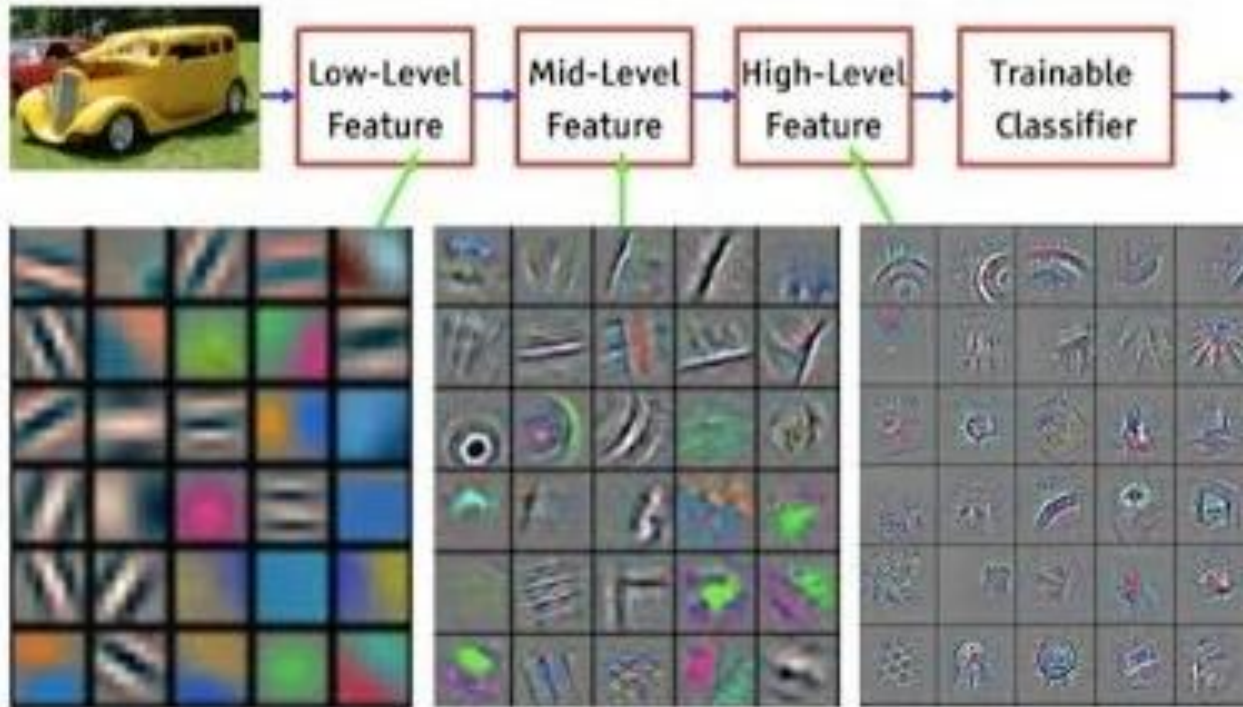 Low-Level
Feature
Mid-Level
Feature
High-Level
Feature
Trainable
Classifier